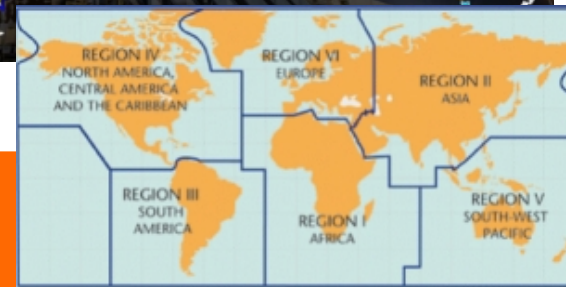 REGION IV
NORTH AMERICA,
CENTRAL AMERICA
AND THE CARIBBEAN
REGION VI
EUROPE
REGION II
ASIA
REGION III
SOUTH
AMERICA
REGION I
AFRICA
REGION V
SOUTH-WEST
PACIFIC